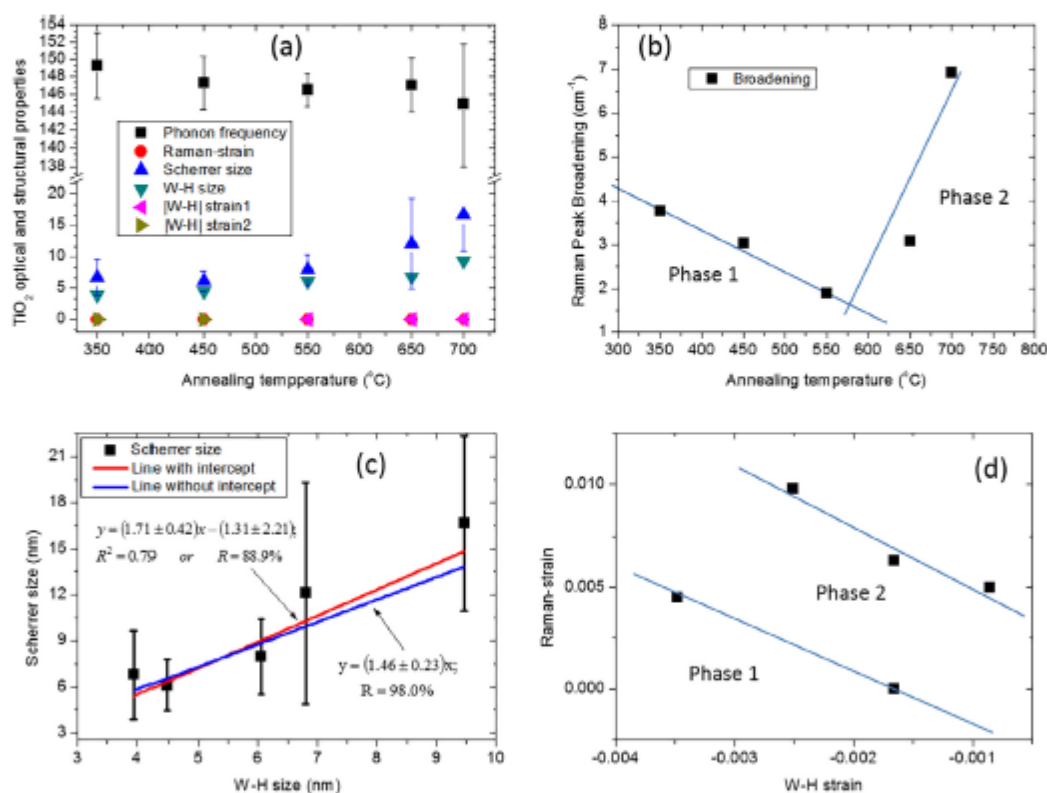 (a)
154
152
150
148
146
144
142
140
138
20
15
10
5
0
TiO2 optical and structural properties
Phonon frequency
Raman-strain
Scherrer size
W-H size
|W-H| strain1
|W-H| strain2
350 400 450 500 550 600 650 700
Annealing tempperature (°C)
(b)
8
7
6
5
4
3
2
1
Raman Peak Broadening (cm-1)
Broadening
Phase 1
Phase 2
300 350 400 450 500 550 600 650 700 750 800
Annealing temperature (°C)
(c)
21
18
15
12
9
6
3
Scherrer size (nm)
Scherrer size
Line with intercept
Line without intercept
y = (1.71 ± 0.42)x − (1.31 ± 2.21);
R2 = 0.79 or R = 88.9%
y = (1.46 ± 0.23)x;
R = 98.0%
3 4 5 6 7 8 9 10
W-H size (nm)
(d)
0.010
0.005
0.000
Raman-strain
Phase 2
Phase 1
-0.004 -0.003 -0.002 -0.001
W-H strain